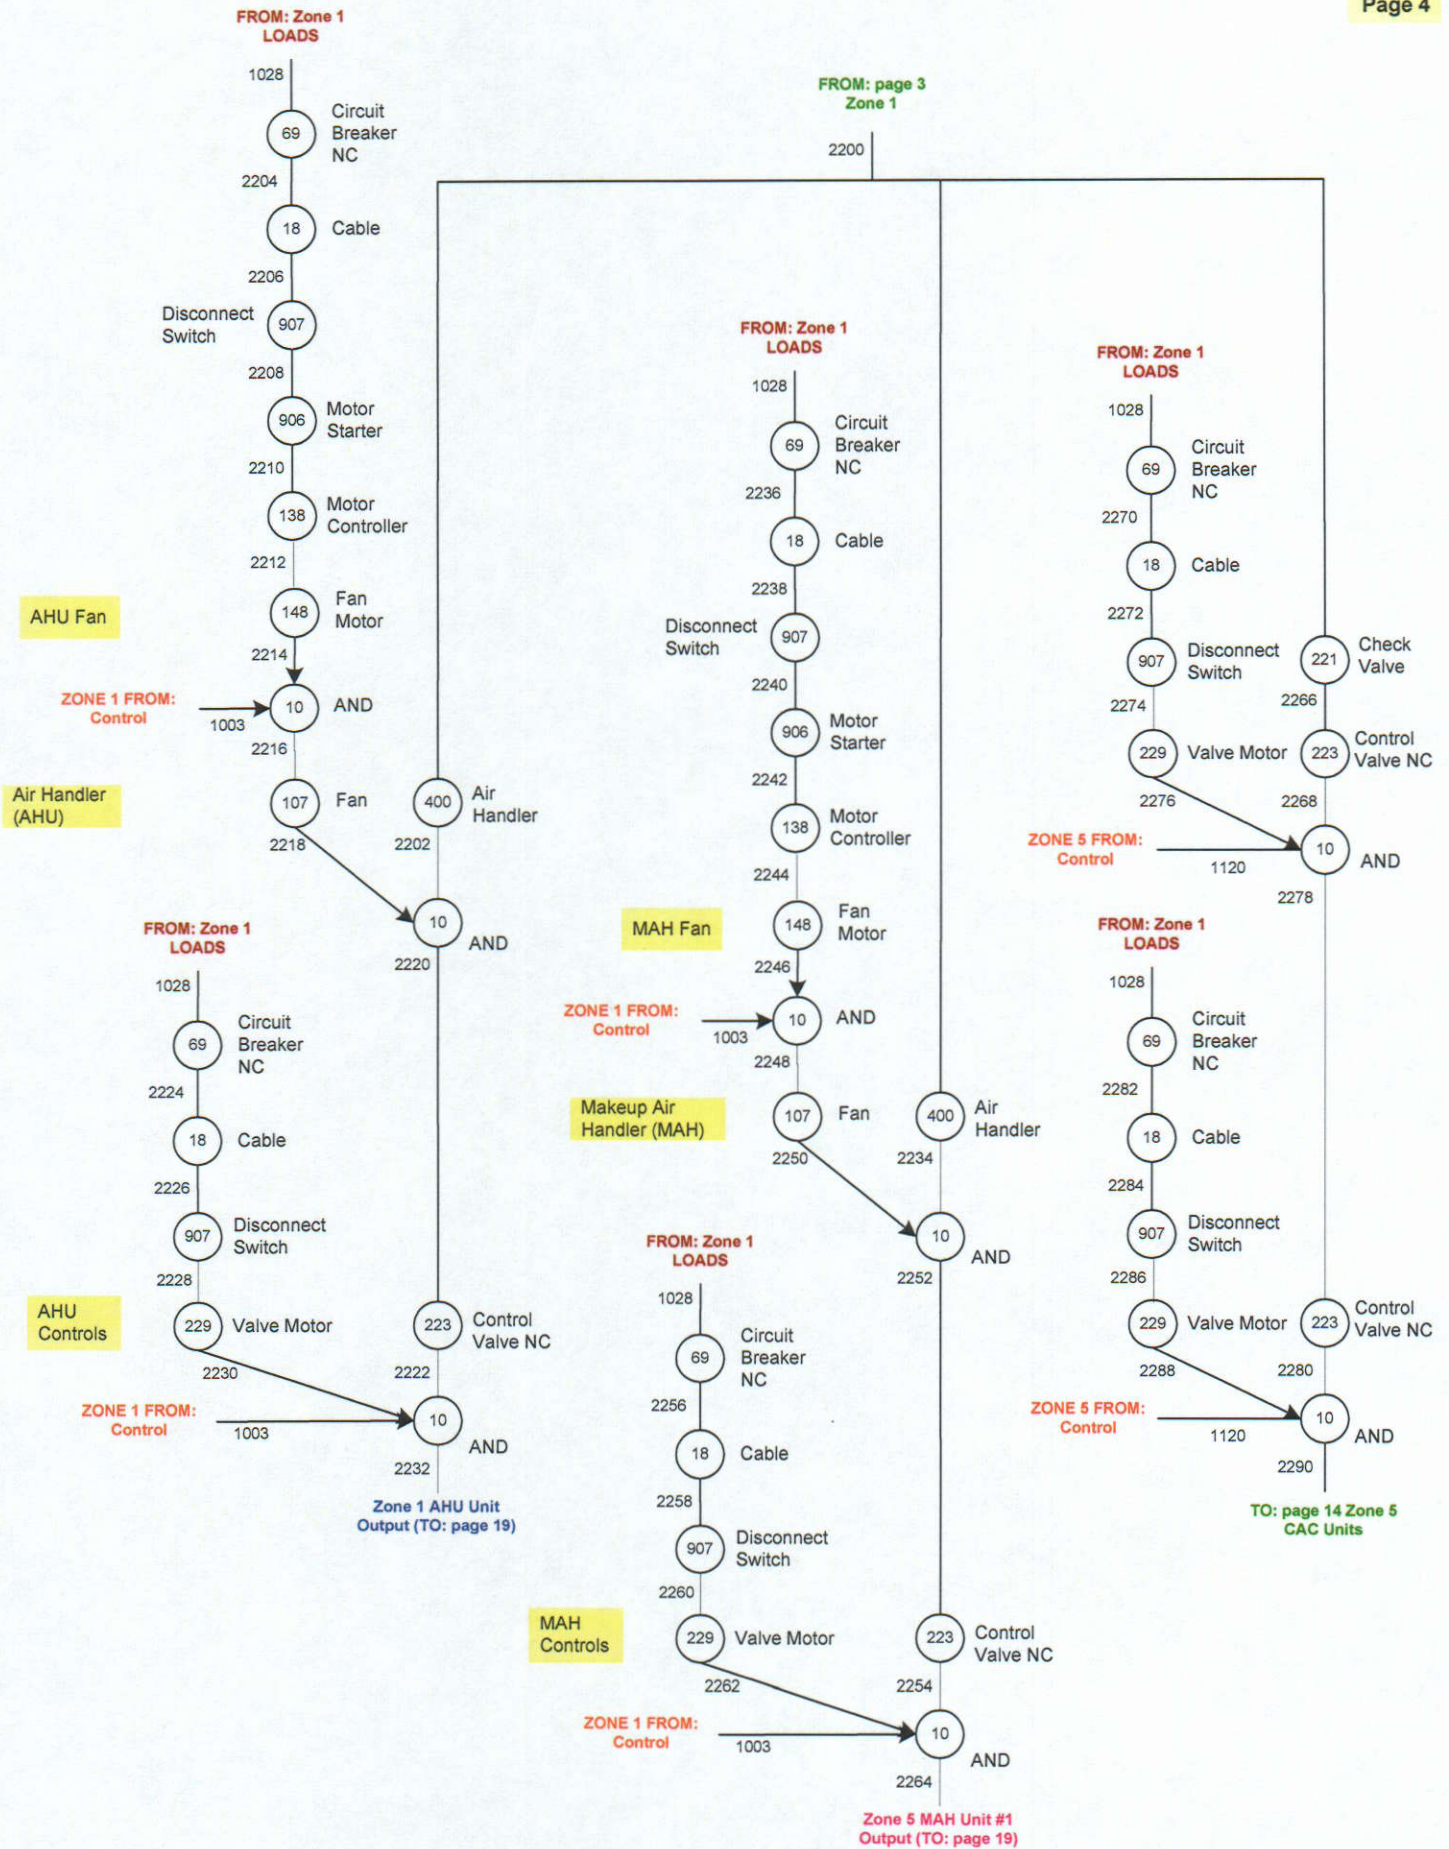 Page 4
FROM: Zone 1
LOADS
1028
69
Circuit
Breaker
NC
2204
18
Cable
2206
Disconnect
Switch
907
2208
906
Motor
Starter
2210
138
Motor
Controller
2212
AHU Fan
148
Fan
Motor
2214
ZONE 1 FROM:
Control
1003
10
AND
2216
Air Handler
(AHU)
107
Fan
2218
400
Air
Handler
2202
10
AND
2220
FROM: Zone 1
LOADS
1028
69
Circuit
Breaker
NC
2224
18
Cable
2226
907
Disconnect
Switch
2228
AHU
Controls
229
Valve Motor
2230
223
Control
Valve NC
2222
ZONE 1 FROM:
Control
1003
10
AND
2232
Zone 1 AHU Unit
Output (TO: page 19)
FROM: page 3
Zone 1
2200
FROM: Zone 1
LOADS
1028
69
Circuit
Breaker
NC
2236
18
Cable
2238
Disconnect
Switch
907
2240
906
Motor
Starter
2242
138
Motor
Controller
2244
MAH Fan
148
Fan
Motor
2246
ZONE 1 FROM:
Control
1003
10
AND
2248
Makeup Air
Handler (MAH)
107
Fan
2250
400
Air
Handler
2234
10
AND
2252
FROM: Zone 1
LOADS
1028
69
Circuit
Breaker
NC
2256
18
Cable
2258
907
Disconnect
Switch
2260
MAH
Controls
229
Valve Motor
2262
223
Control
Valve NC
2254
ZONE 1 FROM:
Control
1003
10
AND
2264
Zone 5 MAH Unit #1
Output (TO: page 19)
FROM: Zone 1
LOADS
1028
69
Circuit
Breaker
NC
2270
18
Cable
2272
907
Disconnect
Switch
2274
221
Check
Valve
2266
229
Valve Motor
2276
223
Control
Valve NC
2268
ZONE 5 FROM:
Control
1120
10
AND
2278
FROM: Zone 1
LOADS
1028
69
Circuit
Breaker
NC
2282
18
Cable
2284
907
Disconnect
Switch
2286
229
Valve Motor
2288
223
Control
Valve NC
2280
ZONE 5 FROM:
Control
1120
10
AND
2290
TO: page 14 Zone 5
CAC Units